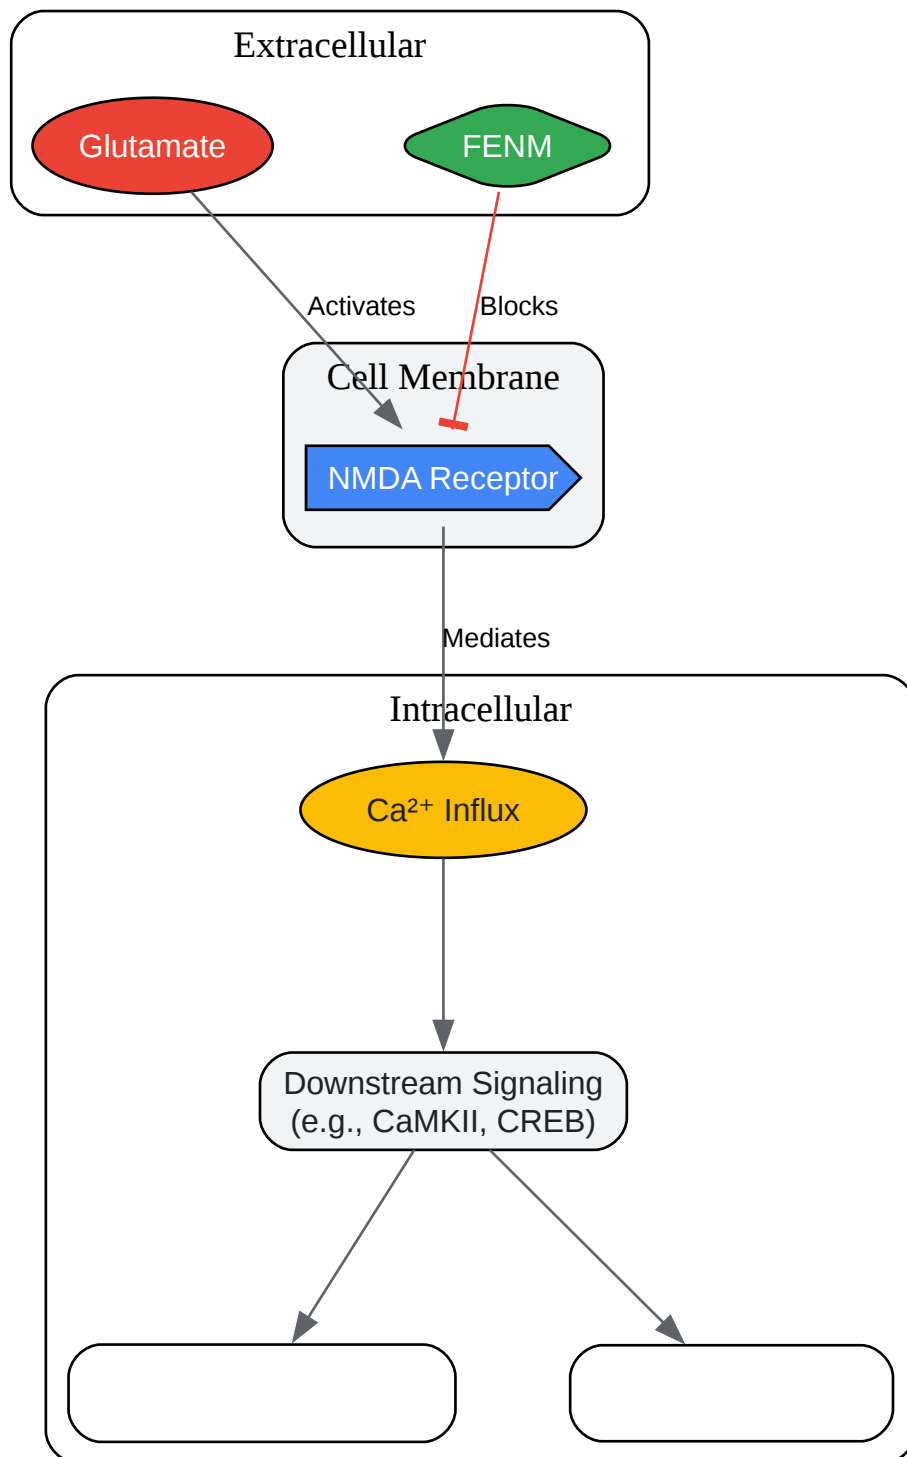 Extracellular
Glutamate
FENM
Activates
Blocks
Cell Membrane
NMDA Receptor
Mediates
Intracellular
Ca²⁺ Influx
Downstream Signaling
(e.g., CaMKII, CREB)